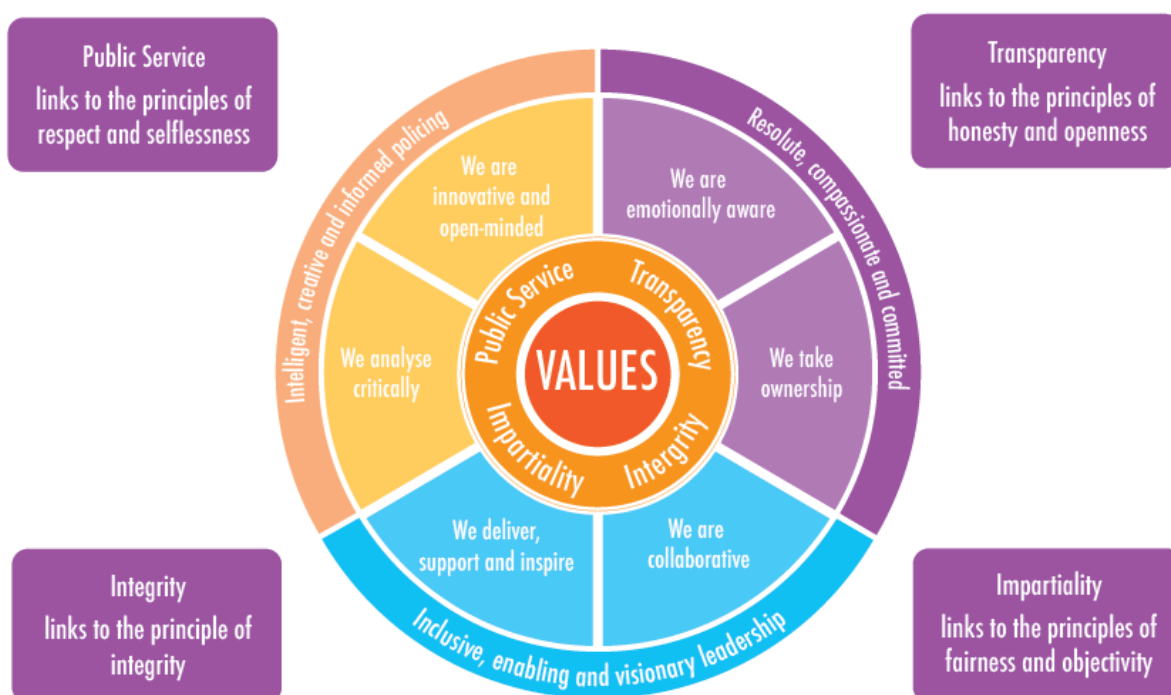 Public Service
links to the principles of
respect and selflessness
Transparency
links to the principles of
honesty and openness
Intelligent, creative and informed policing
Resolute, compassionate and committed
Inclusive, enabling and visionary leadership
We are
innovative and
open-minded
We are
emotionally aware
We analyse
critically
We take
ownership
We deliver,
support and inspire
We are
collaborative
Public Service
Transparency
Impartiality
Intergrity
VALUES
Integrity
links to the principle of
integrity
Impartiality
links to the principles of
fairness and objectivity